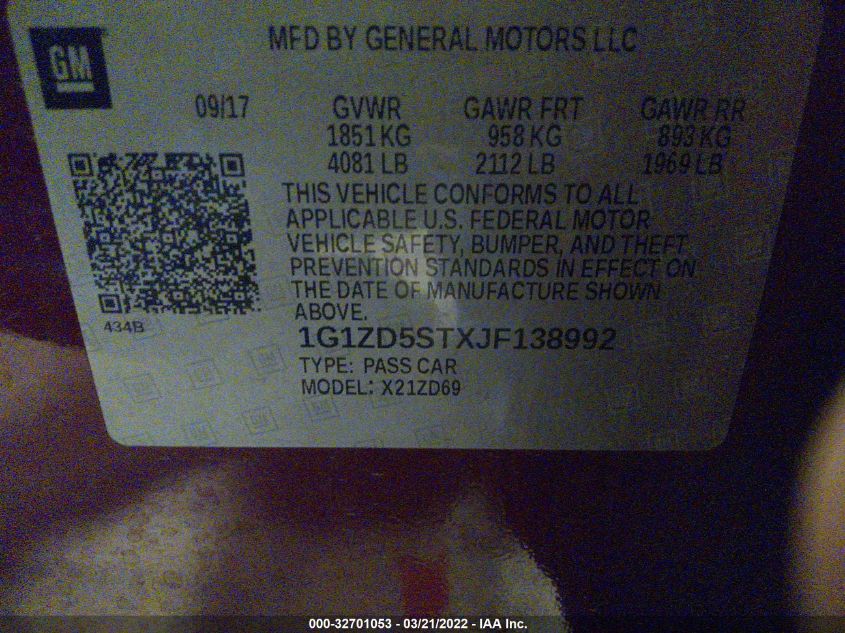 MFD BY GENERAL MOTORS LLC
GM
09/17 GVWR GAWR FRT GAWR RR
1851 KG 958 KG 893 KG
4081 LB 2112 LB 1969 LB
THIS VEHICLE CONFORMS TO ALL
APPLICABLE U.S. FEDERAL MOTOR
VEHICLE SAFETY, BUMPER, AND THEFT
PREVENTION STANDARDS IN EFFECT ON
THE DATE OF MANUFACTURE SHOWN
ABOVE.
434B
1G1ZD5STXJF138992
TYPE: PASS CAR
MODEL: X21ZD69
000-32701053 - 03/21/2022 - IAA Inc.